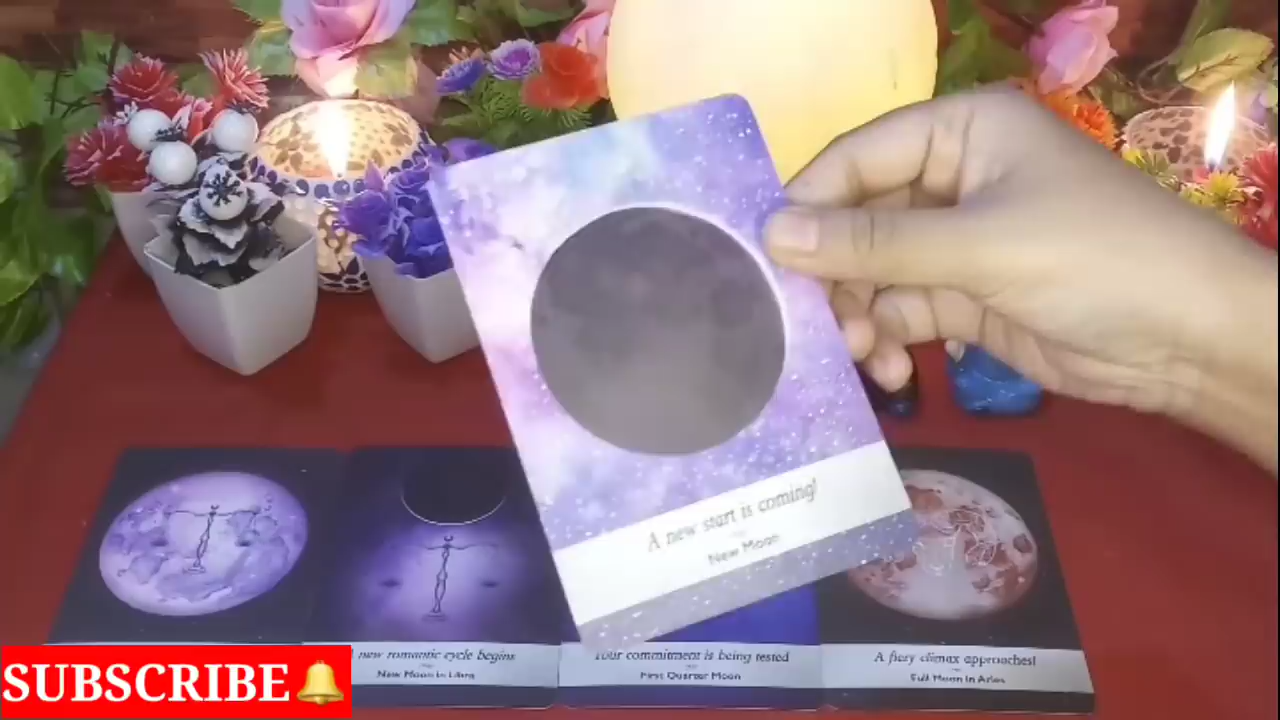 A new start is coming!
New Moon
new romantic cycle begins
New Moon in Libra
Your commitment is being tested
First Quarter Moon
A fiery climax approaches!
Full Moon in Aries
SUBSCRIBE